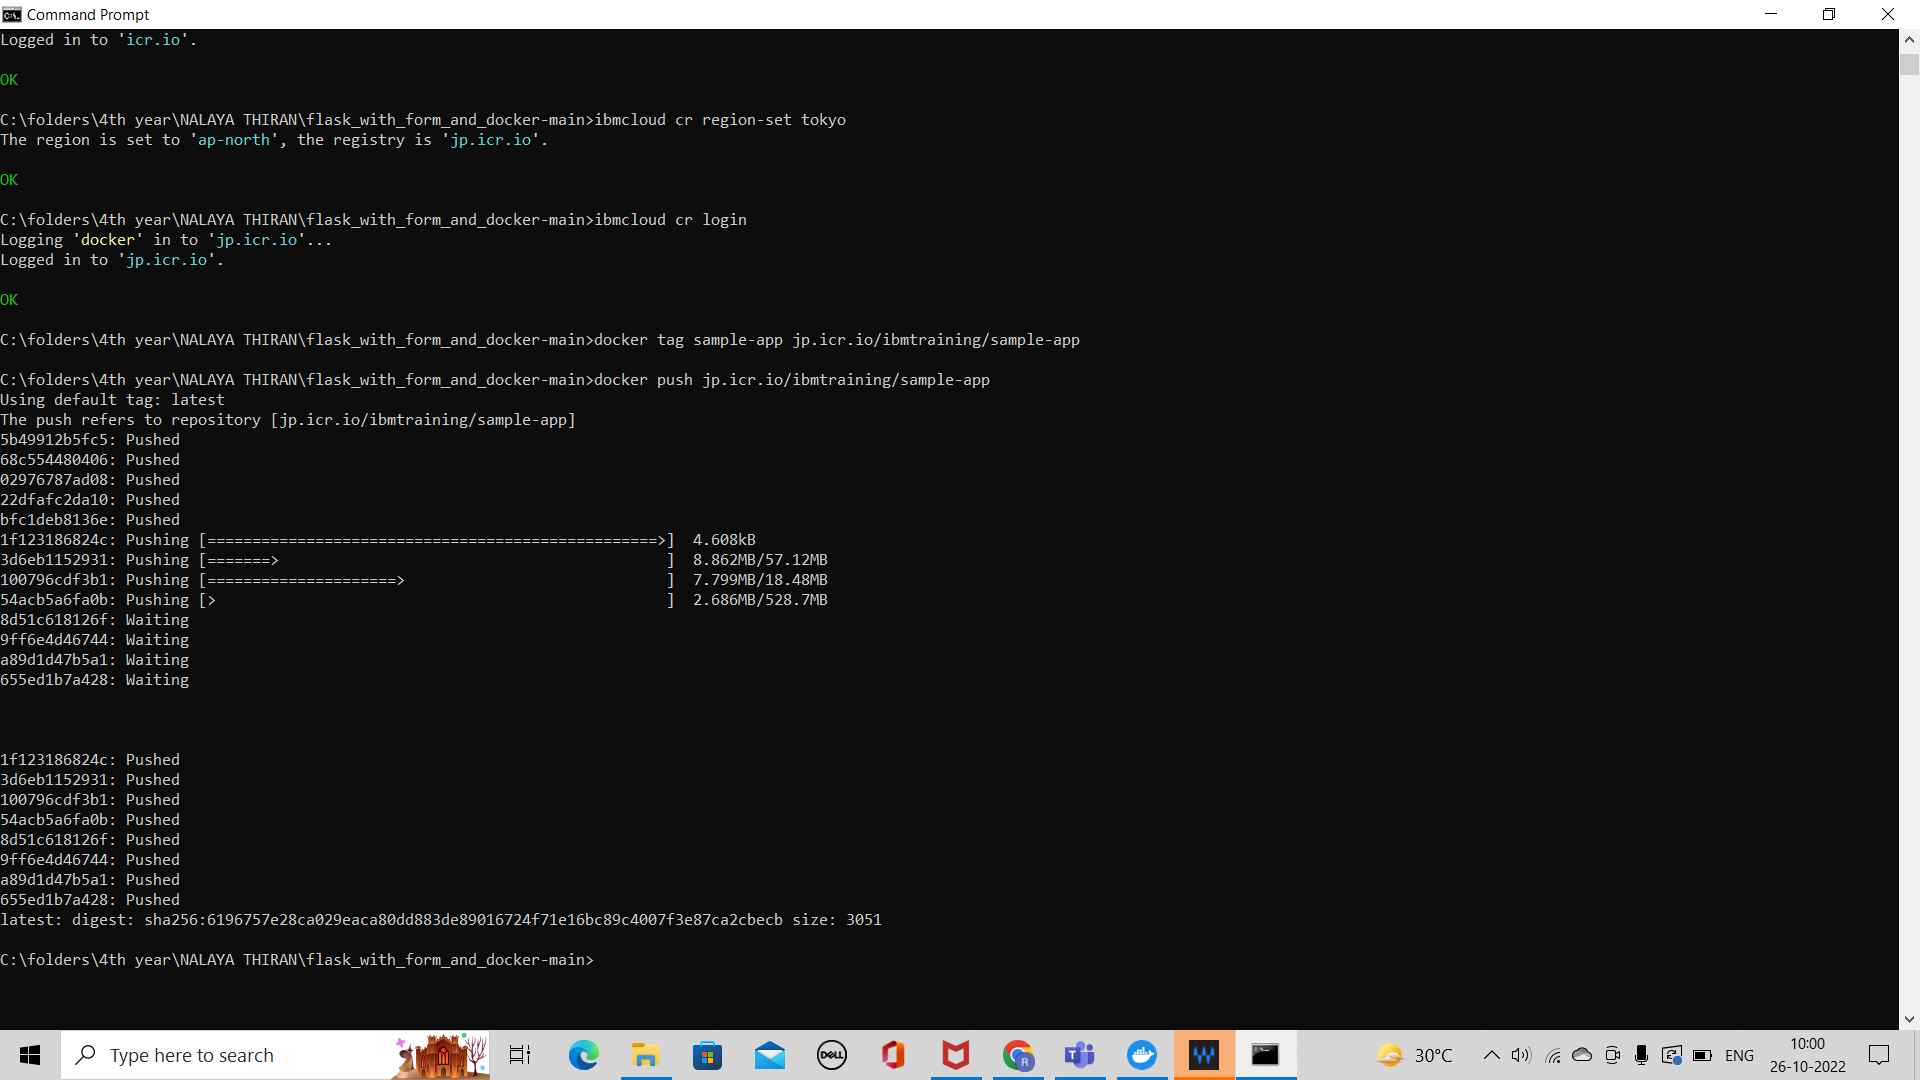 Command Prompt
Logged in to 'icr.io'.
OK
C:\folders\4th year\NALAYA THIRAN\flask_with_form_and_docker-main>ibmcloud cr region-set tokyo
The region is set to 'ap-north', the registry is 'jp.icr.io'.
OK
C:\folders\4th year\NALAYA THIRAN\flask_with_form_and_docker-main>ibmcloud cr login
Logging 'docker' in to 'jp.icr.io'...
Logged in to 'jp.icr.io'.
OK
C:\folders\4th year\NALAYA THIRAN\flask_with_form_and_docker-main>docker tag sample-app jp.icr.io/ibmtraining/sample-app
C:\folders\4th year\NALAYA THIRAN\flask_with_form_and_docker-main>docker push jp.icr.io/ibmtraining/sample-app
Using default tag: latest
The push refers to repository [jp.icr.io/ibmtraining/sample-app]
5b49912b5fc5: Pushed
68c554480406: Pushed
02976787ad08: Pushed
22dfafc2da10: Pushed
bfc1deb8136e: Pushed
1f123186824c: Pushing [==================================================>]  4.608kB
3d6eb1152931: Pushing [=======>                                           ]  8.862MB/57.12MB
100796cdf3b1: Pushing [=====================>                             ]  7.799MB/18.48MB
54acb5a6fa0b: Pushing [>                                                  ]  2.686MB/528.7MB
8d51c618126f: Waiting
9ff6e4d46744: Waiting
a89d1d47b5a1: Waiting
655ed1b7a428: Waiting
1f123186824c: Pushed
3d6eb1152931: Pushed
100796cdf3b1: Pushed
54acb5a6fa0b: Pushed
8d51c618126f: Pushed
9ff6e4d46744: Pushed
a89d1d47b5a1: Pushed
655ed1b7a428: Pushed
latest: digest: sha256:6196757e28ca029eaca80dd883de89016724f71e16bc89c4007f3e87ca2cbecb size: 3051
C:\folders\4th year\NALAYA THIRAN\flask_with_form_and_docker-main>
Type here to search
DELL
R
30°C
ENG
10:00
26-10-2022